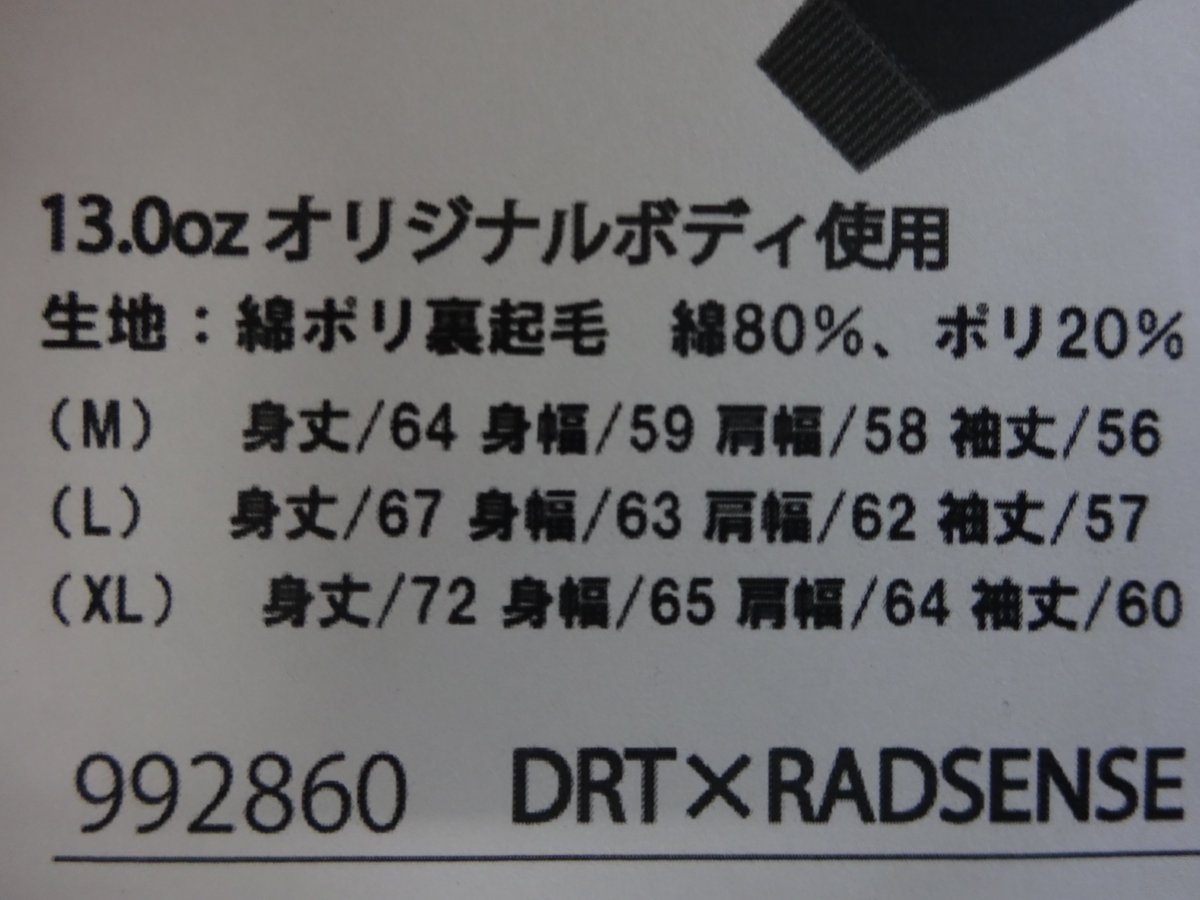 13.0oz オリジナルボディ使用
生地：綿ポリ裏起毛　綿80％、ポリ20％
（M）　身丈/64 身幅/59 肩幅/58 袖丈/56
（L）　身丈/67 身幅/63 肩幅/62 袖丈/57
（XL）　身丈/72 身幅/65 肩幅/64 袖丈/60
992860　DRT×RADSENSE